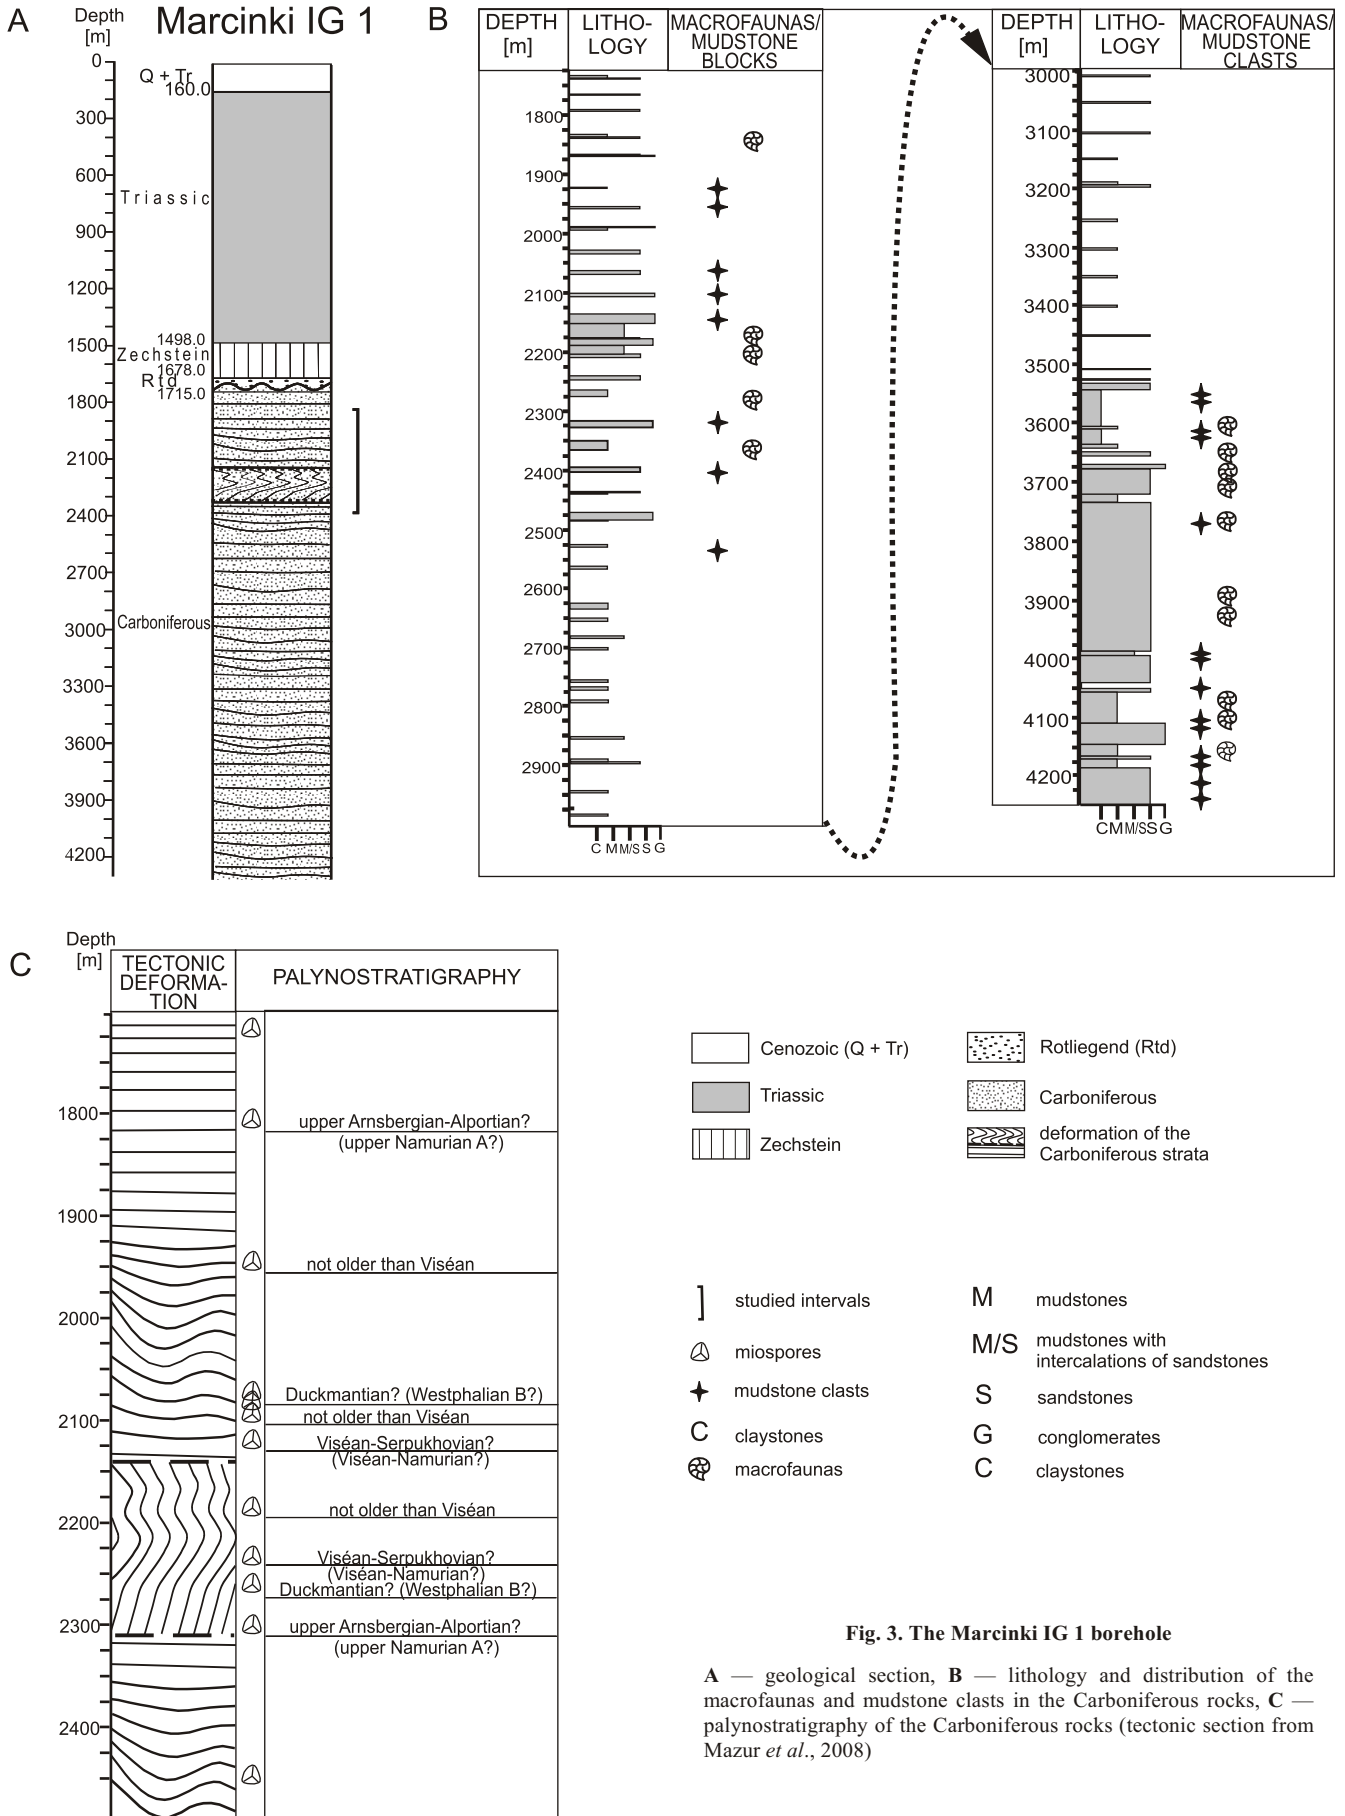 A
Depth
[m]
Marcinki IG 1
0
Q + Tr
160.0
300
600
Triassic
900
1200
1498.0
1500
Zechstein
1678.0
Rtd
1715.0
1800
2100
2400
2700
Carboniferous
3000
3300
3600
3900
4200
B
DEPTH
[m]
LITHO-
LOGY
MACROFAUNAS/
MUDSTONE
BLOCKS
1800
1900
2000
2100
2200
2300
2400
2500
2600
2700
2800
2900
C M M/S S G
DEPTH
[m]
LITHO-
LOGY
MACROFAUNAS/
MUDSTONE
CLASTS
3000
3100
3200
3300
3400
3500
3600
3700
3800
3900
4000
4100
4200
C M M/S S G
C
Depth
[m]
TECTONIC
DEFORMA-
TION
PALYNOSTRATIGRAPHY
1800
upper Arnsbergian-Alportian?
(upper Namurian A?)
1900
not older than Viséan
2000
Duckmantian? (Westphalian B?)
2100
not older than Viséan
Viséan-Serpukhovian?
(Viséan-Namurian?)
not older than Viséan
2200
Viséan-Serpukhovian?
(Viséan-Namurian?)
Duckmantian? (Westphalian B?)
2300
upper Arnsbergian-Alportian?
(upper Namurian A?)
2400
Cenozoic (Q + Tr)
Triassic
Zechstein
Rotliegend (Rtd)
Carboniferous
deformation of the
Carboniferous strata
studied intervals
miospores
mudstone clasts
C claystones
macrofaunas
M mudstones
M/S mudstones with
intercalations of sandstones
S sandstones
G conglomerates
C claystones
Fig. 3. The Marcinki IG 1 borehole
A — geological section, B — lithology and distribution of the
macrofaunas and mudstone clasts in the Carboniferous rocks, C —
palynostratigraphy of the Carboniferous rocks (tectonic section from
Mazur et al., 2008)